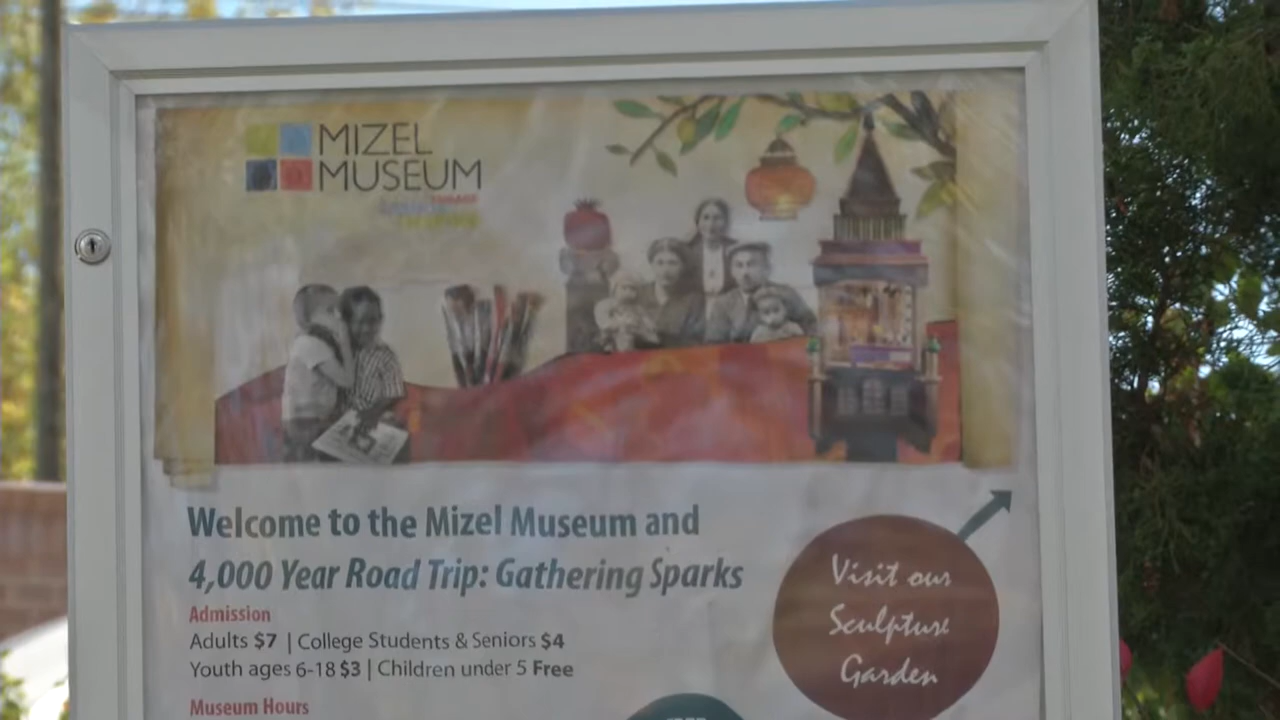 MIZEL
MUSEUM
Welcome to the Mizel Museum and
4,000 Year Road Trip: Gathering Sparks
Admission
Adults $7 | College Students & Seniors $4
Youth ages 6-18 $3 | Children under 5 Free
Museum Hours
Visit our
Sculpture
Garden